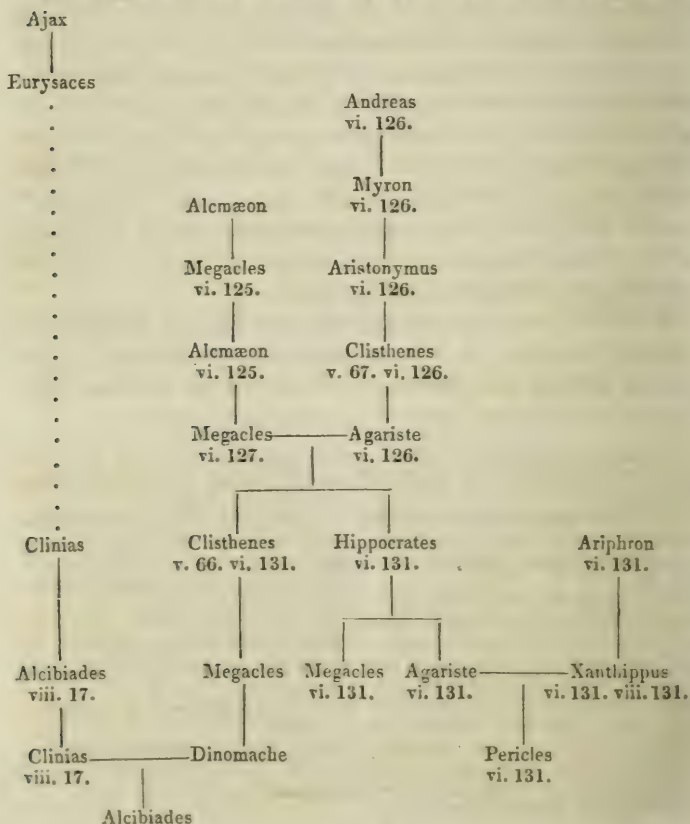 Ajax
Eurysaces
Andreas
vi. 126.
Alcmæon
Myron
vi. 126.
Megacles
vi. 125.
Aristonymus
vi. 126.
Alcmæon
vi. 125.
Clisthenes
v. 67. vi. 126.
Megacles Agariste
vi. 127. vi. 126.
Clinias Clisthenes Hippocrates Ariphron
v. 66. vi. 131. vi. 131. vi. 131.
Alcibiades Megacles Megacles Agariste Xanthippus
viii. 17. vi. 131. vi. 131. vi. 131. viii. 131.
Clinias Dinomache Pericles
viii. 17. vi. 131.
Alcibiades